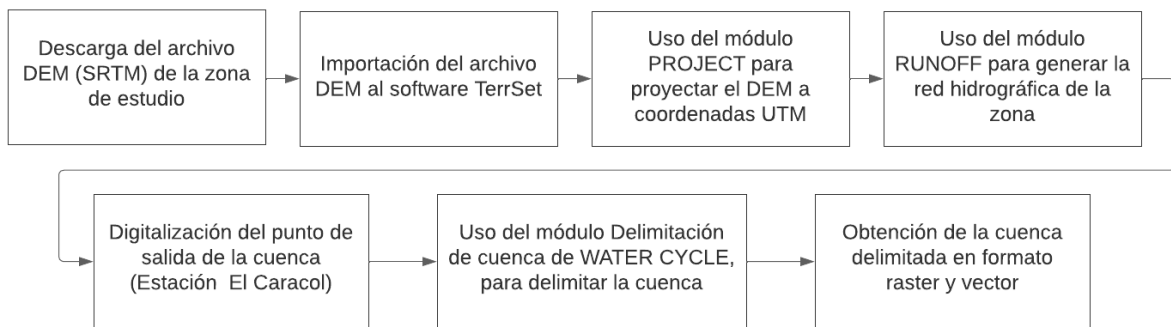 Descarga del archivo
DEM (SRTM) de la zona
de estudio
Importación del archivo
DEM al software TerrSet
Uso del módulo
PROJECT para
proyectar el DEM a
coordenadas UTM
Uso del módulo
RUNOFF para generar la
red hidrográfica de la
zona
Digitalización del punto de
salida de la cuenca
(Estación El Caracol)
Uso del módulo Delimitación
de cuenca de WATER CYCLE,
para delimitar la cuenca
Obtención de la cuenca
delimitada en formato
raster y vector